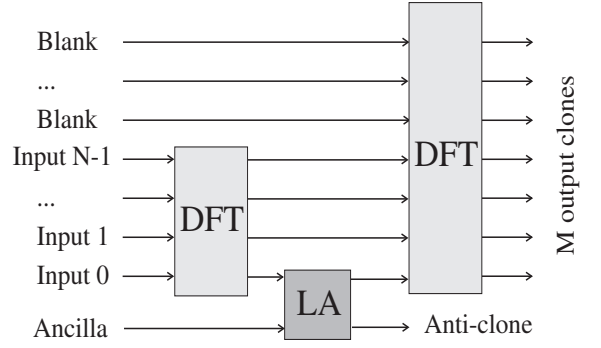 Blank
...
Blank
Input N-1
...
Input 1
Input 0
Ancilla
DFT
LA
DFT
Anti-clone
M output clones